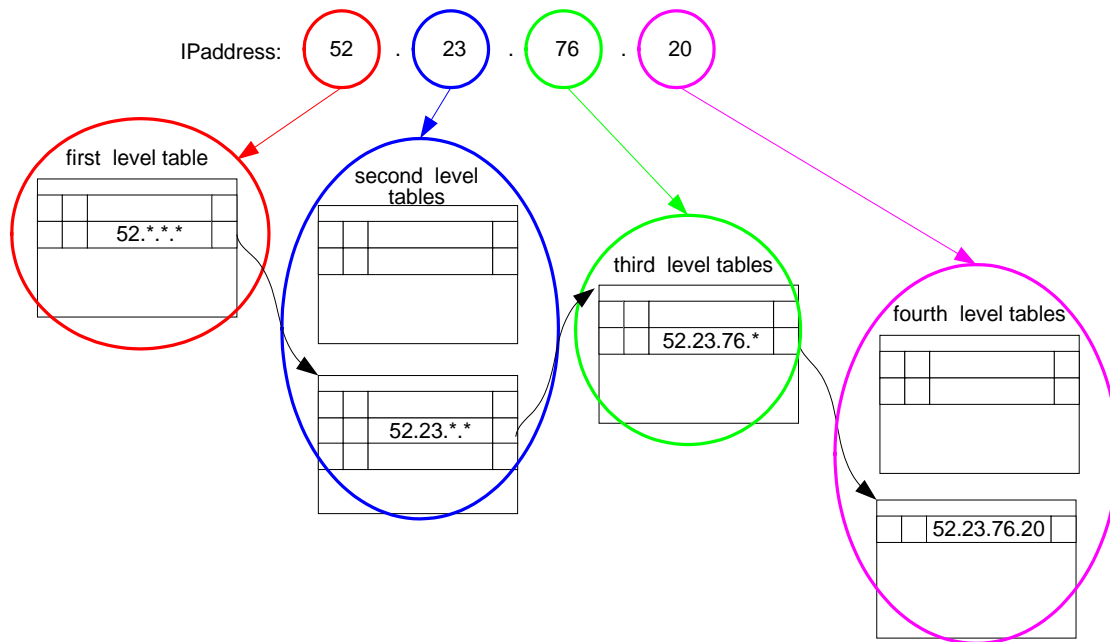 IPaddress: 52 . 23 . 76 . 20
first level table
52.*.*.*
second level
tables
52.23.*.*
third level tables
52.23.76.*
fourth level tables
52.23.76.20